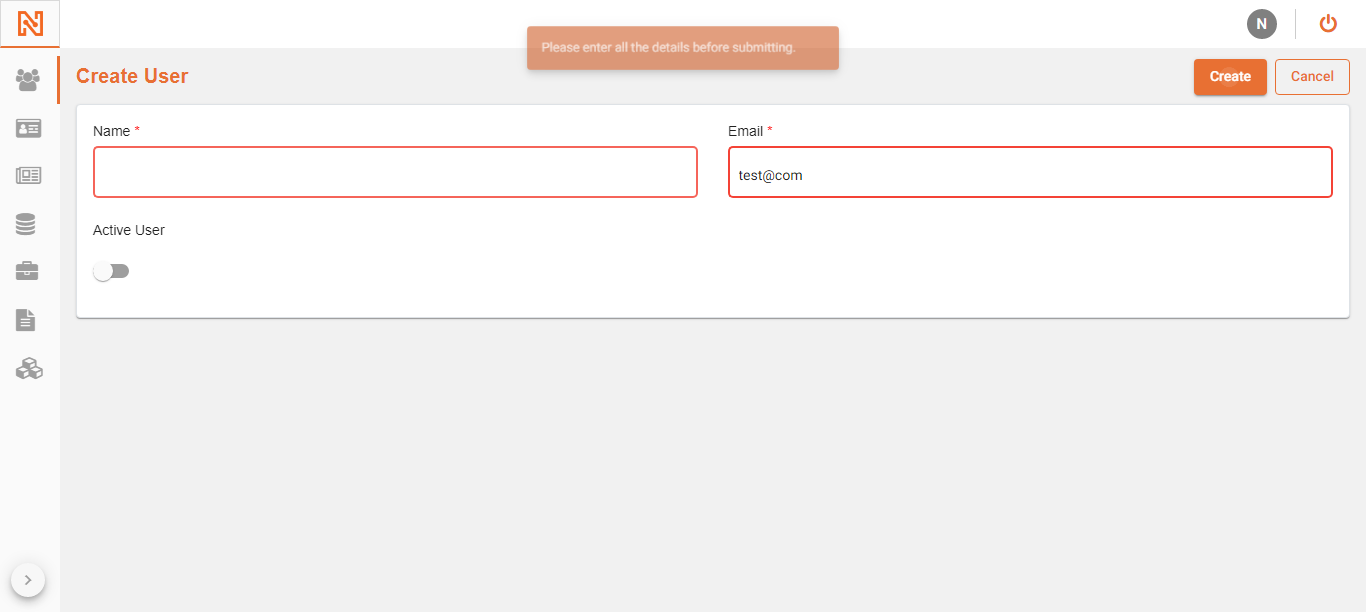 N
Please enter all the details before submitting.
Create User
Create
Cancel
Name *
Email *
test@com
Active User